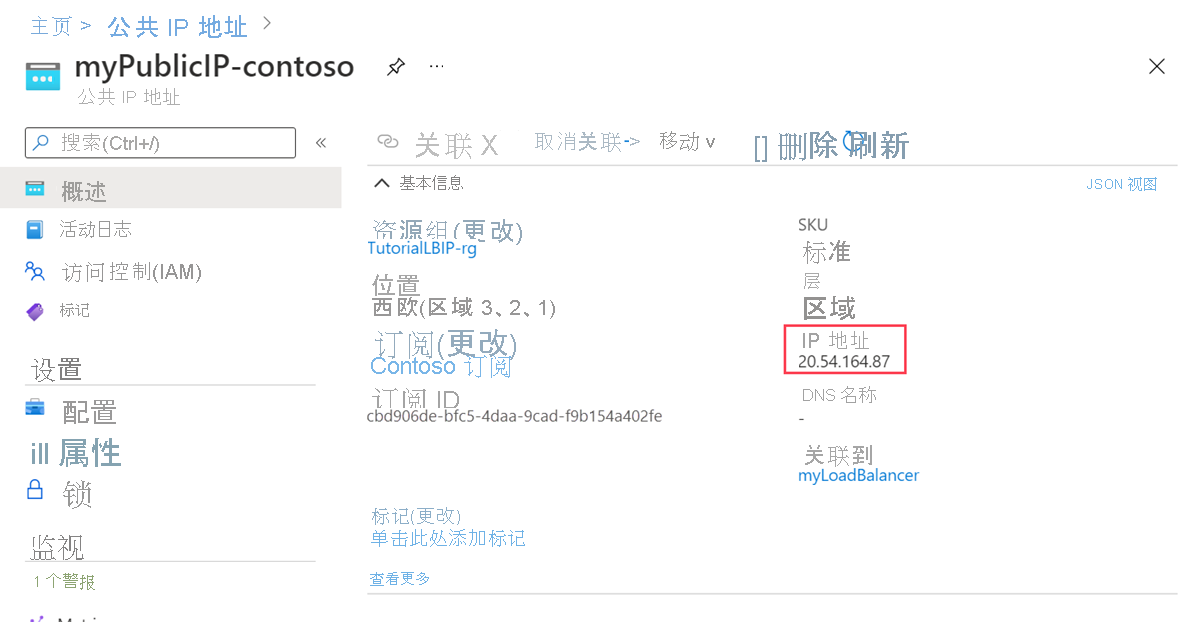 主页 > 公共 IP 地址 >
myPublicIP-contoso ...
公共 IP 地址
搜索(Ctrl+/) «
概述
活动日志
访问控制(IAM)
标记
设置
配置
ill 属性
锁
监视
1 个警报
关联 X 取消关联-> 移动 v [] 删除 刷新
基本信息 JSON 视图
资源组(更改)
TutorialLBIP-rg
位置
西欧(区域 3、2、1)
订阅(更改)
Contoso 订阅
订阅 ID
cbd906de-bfc5-4daa-9cad-f9b154a402fe
SKU
标准
层
区域
IP 地址
20.54.164.87
DNS 名称
-
关联到
myLoadBalancer
标记(更改)
单击此处添加标记
查看更多